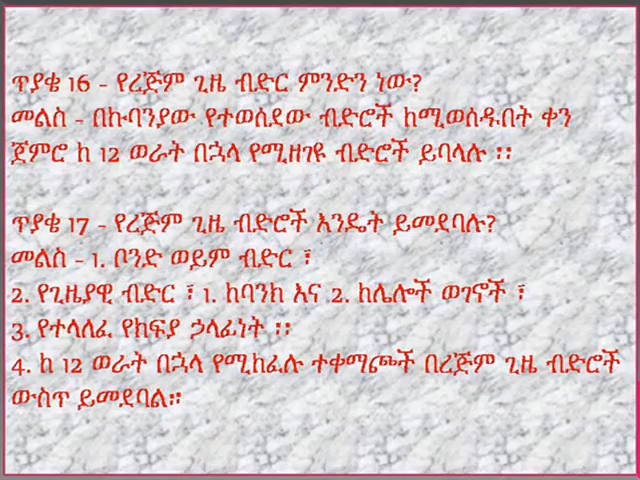 ጥያቄ 16 - የረጅም ጊዜ ብድር ምንድን ነው?
መልስ - በኩባንያው የተወሰደው ብድሮች ከሚወሰዱበት ቀን
ጀምሮ ከ 12 ወራት በኋላ የሚዘገዩ ብድሮች ይባላሉ ፡፡
ጥያቄ 17 - የረጅም ጊዜ ብድሮች እንዴት ይመደባሉ?
መልስ - 1. ቦንድ ወይም ብድር ፣
2. የጊዜያዊ ብድር ፣ 1. ከባንክ እና 2. ከሌሎች ወገኖች ፣
3. የተላለፈ የክፍያ ኃላፊነት ፡፡
4. ከ 12 ወራት በኋላ የሚከፈሉ ተቀማጮች በረጅም ጊዜ ብድሮች
ውስጥ ይመደባል።